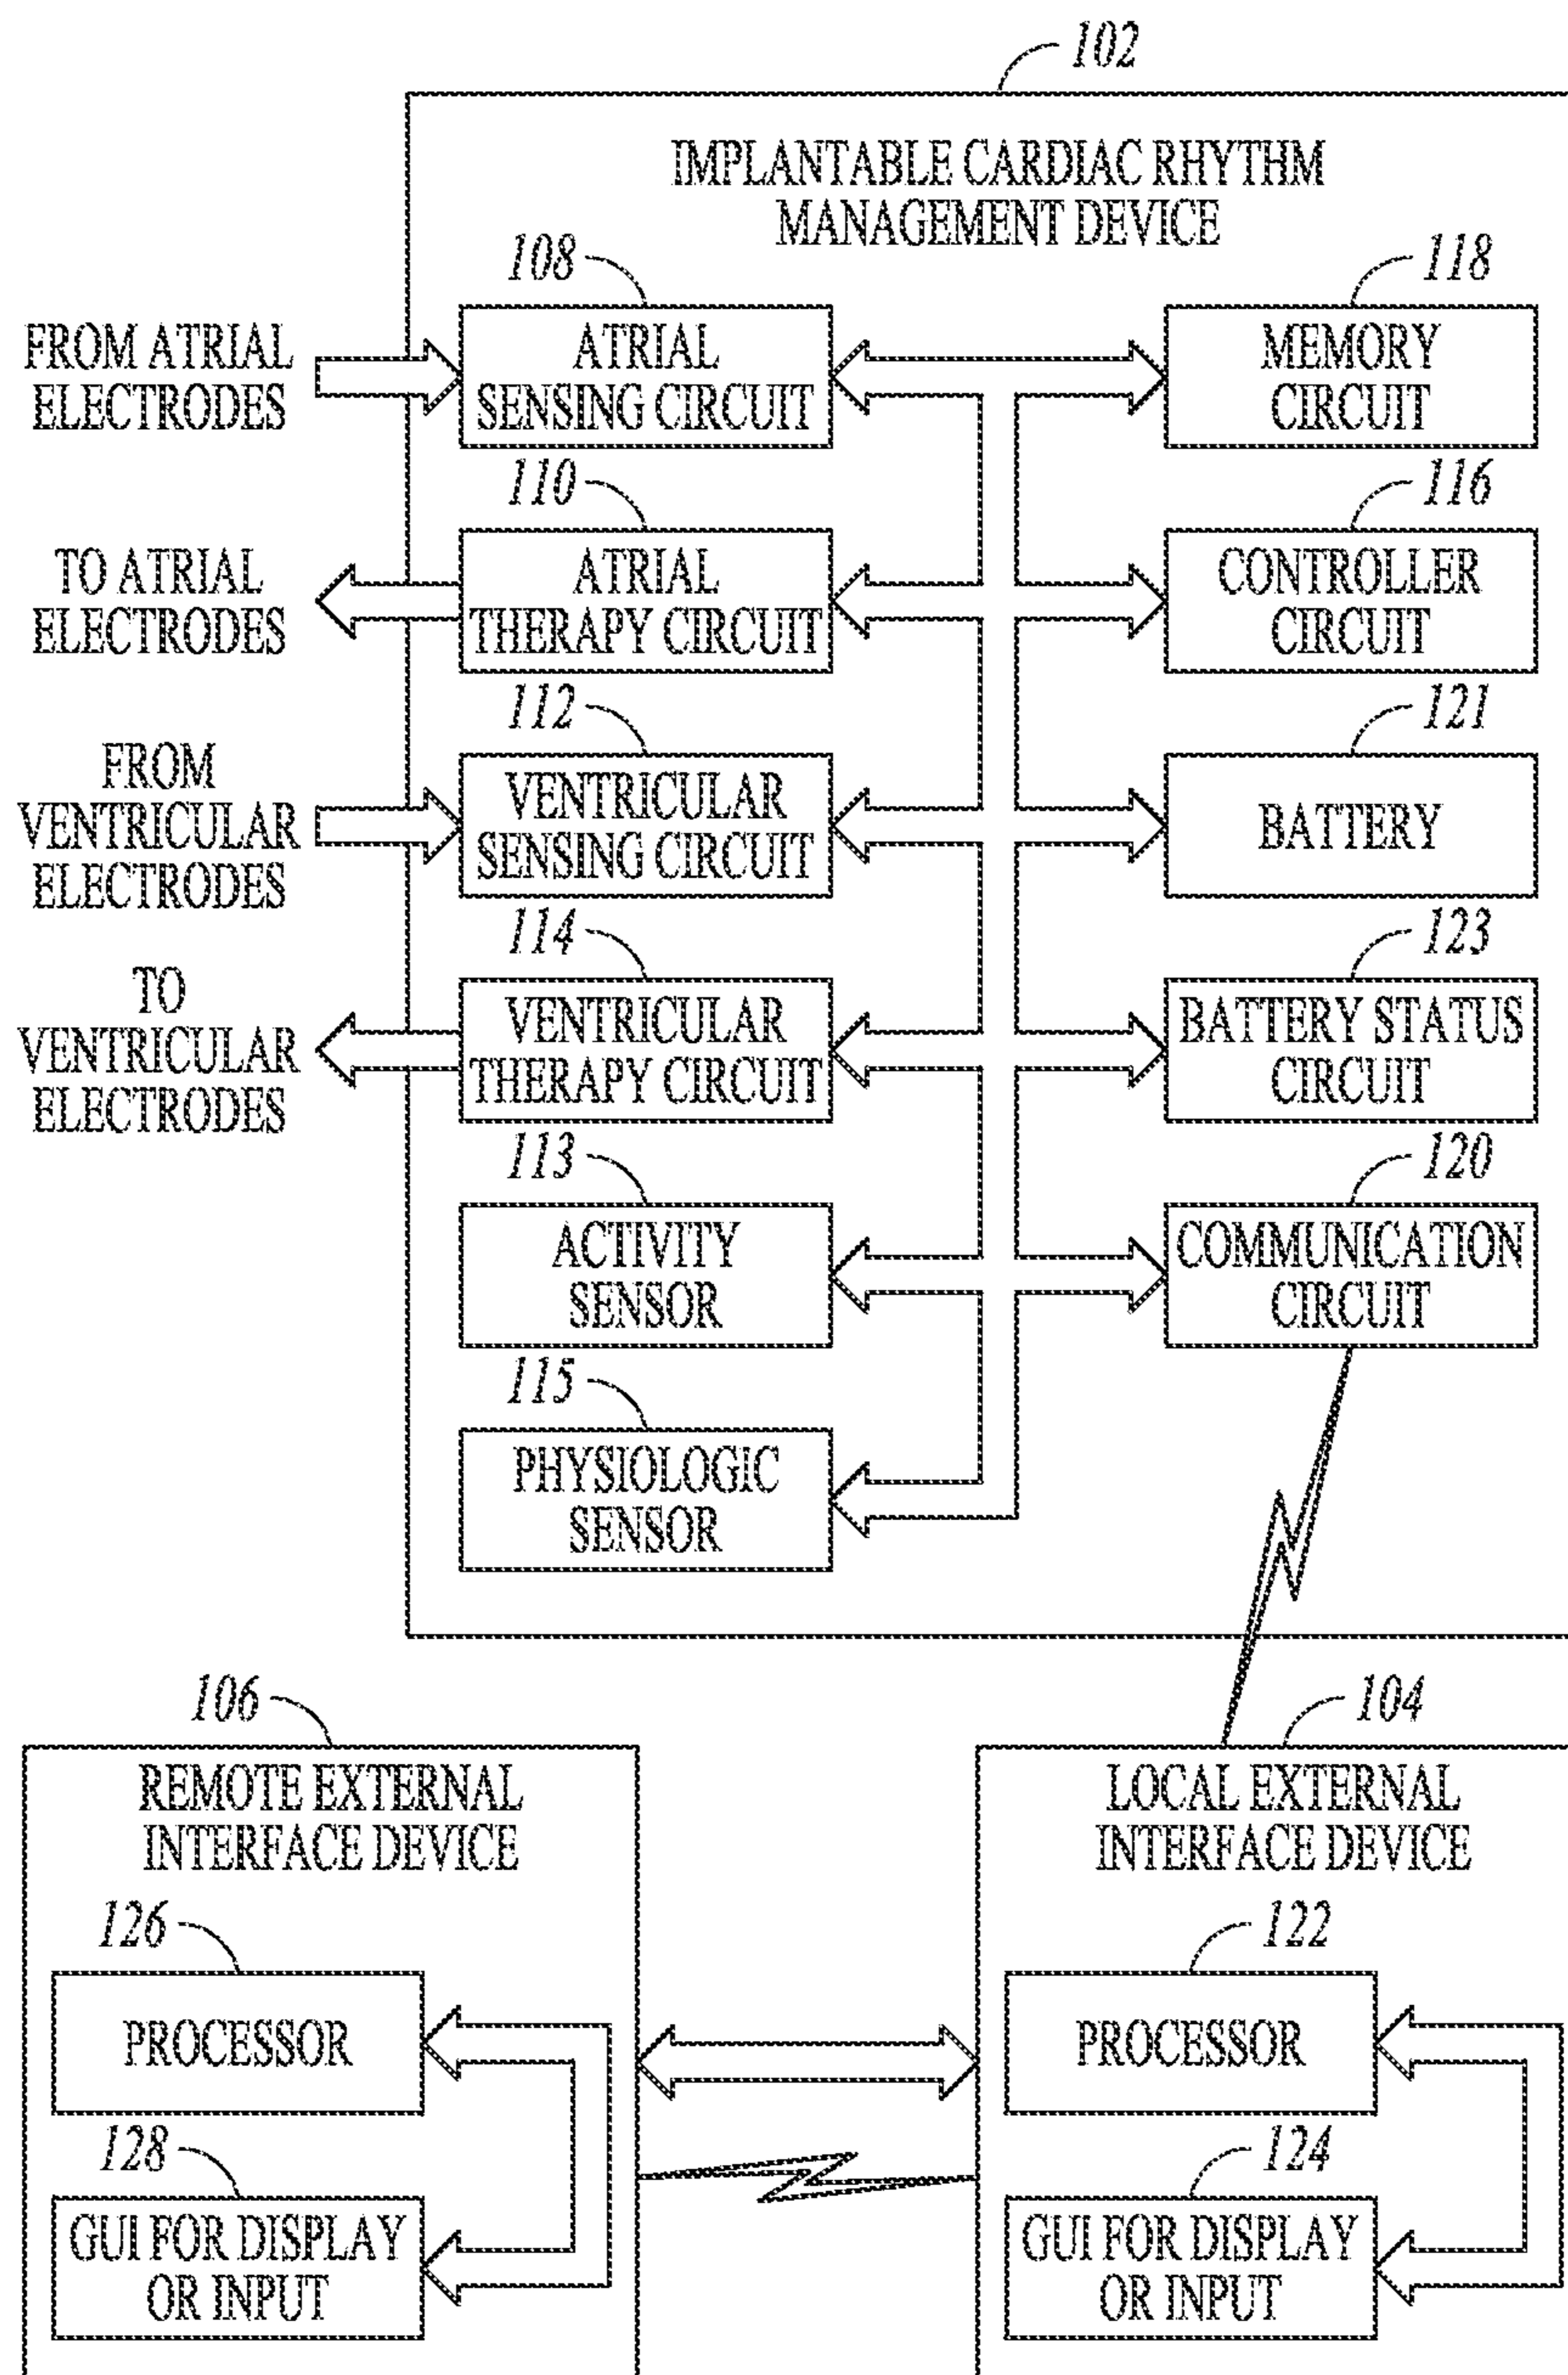 102
IMPLANTABLE CARDIAC RHYTHM
MANAGEMENT DEVICE
108
118
FROM ATRIAL
ELECTRODES
ATRIAL
SENSING CIRCUIT
MEMORY
CIRCUIT
110
116
TO ATRIAL
ELECTRODES
ATRIAL
THERAPY CIRCUIT
CONTROLLER
CIRCUIT
112
121
FROM
VENTRICULAR
ELECTRODES
VENTRICULAR
SENSING CIRCUIT
BATTERY
114
123
TO
VENTRICULAR
ELECTRODES
VENTRICULAR
THERAPY CIRCUIT
BATTERY STATUS
CIRCUIT
113
120
ACTIVITY
SENSOR
COMMUNICATION
CIRCUIT
115
PHYSIOLOGIC
SENSOR
106
104
REMOTE EXTERNAL
INTERFACE DEVICE
LOCAL EXTERNAL
INTERFACE DEVICE
126
122
PROCESSOR
PROCESSOR
128
124
GUI FOR DISPLAY
OR INPUT
GUI FOR DISPLAY
OR INPUT